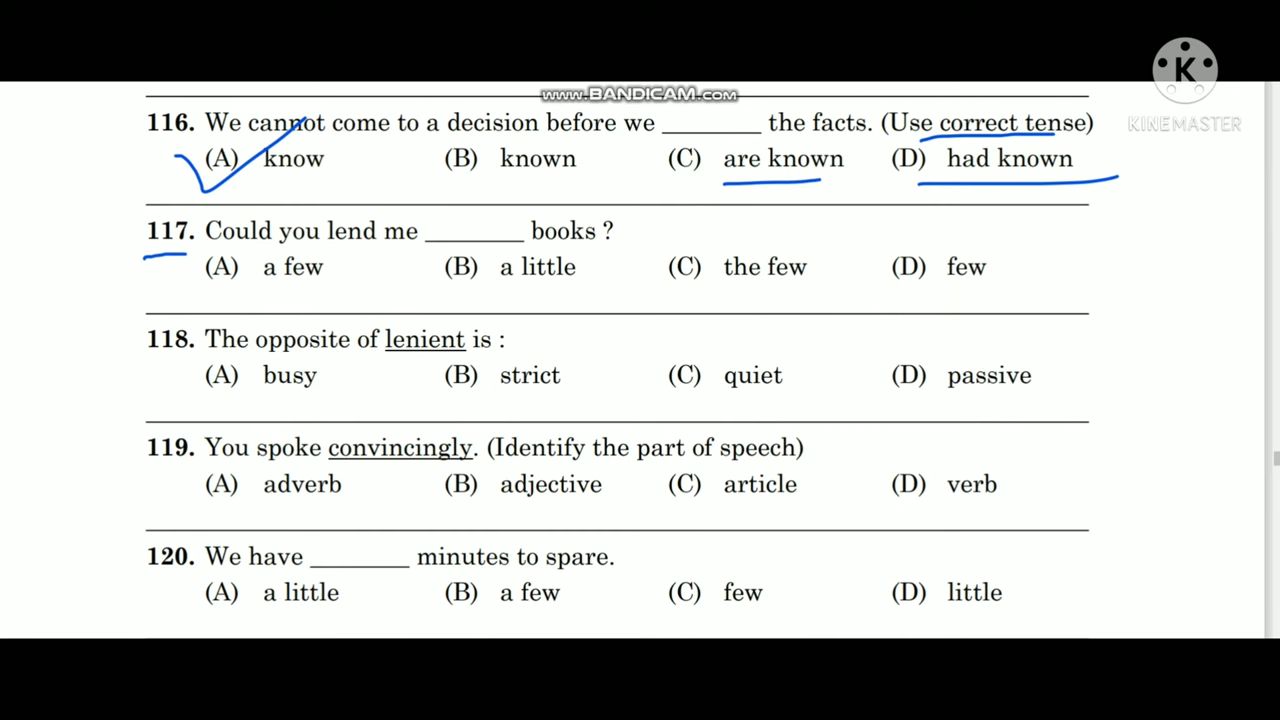 www.BANDICAM.com
K
KINEMASTER
116. We cannot come to a decision before we ________ the facts. (Use correct tense)
(A) know (B) known (C) are known (D) had known
117. Could you lend me ________ books ?
(A) a few (B) a little (C) the few (D) few
118. The opposite of lenient is :
(A) busy (B) strict (C) quiet (D) passive
119. You spoke convincingly. (Identify the part of speech)
(A) adverb (B) adjective (C) article (D) verb
120. We have ________ minutes to spare.
(A) a little (B) a few (C) few (D) little